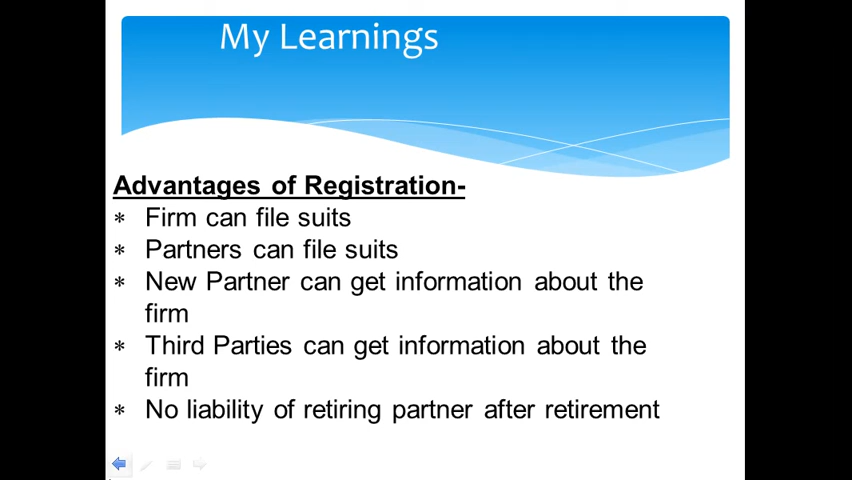 My Learnings
Advantages of Registration-
* Firm can file suits
* Partners can file suits
* New Partner can get information about the
firm
* Third Parties can get information about the
firm
* No liability of retiring partner after retirement